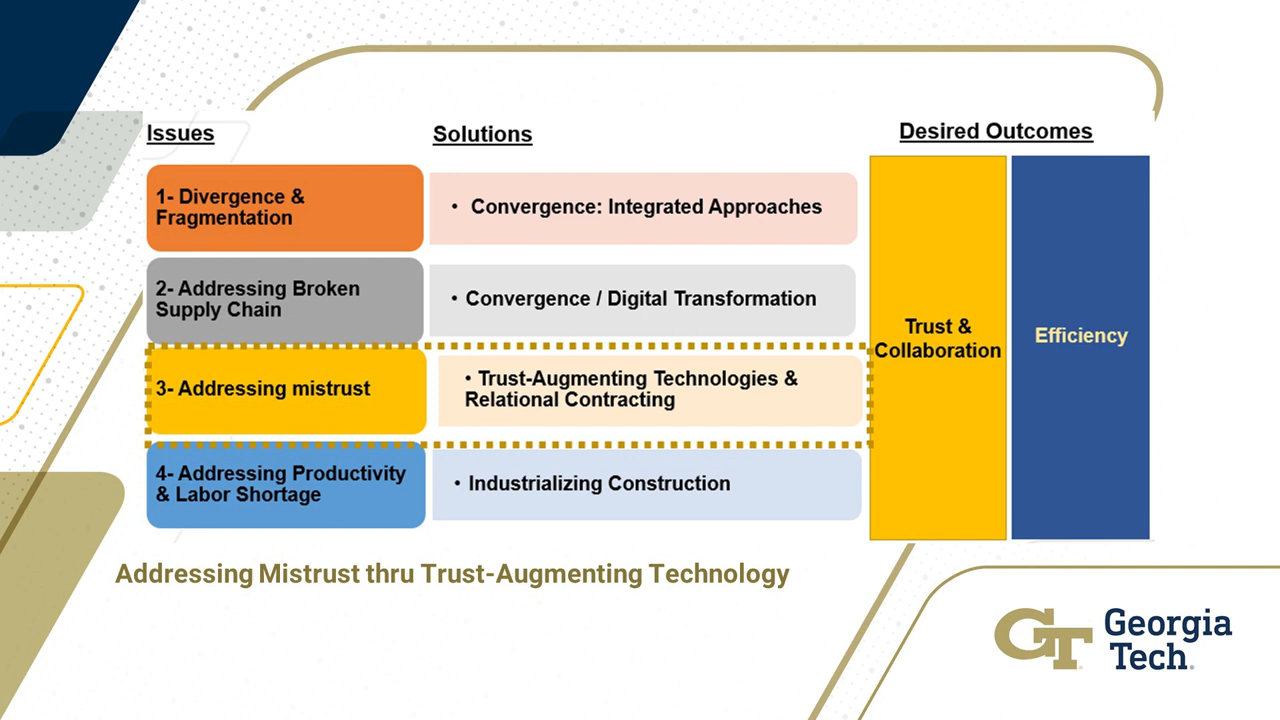 Issues
Solutions
Desired Outcomes
1- Divergence &
Fragmentation
• Convergence: Integrated Approaches
2- Addressing Broken
Supply Chain
• Convergence / Digital Transformation
3- Addressing mistrust
• Trust-Augmenting Technologies &
Relational Contracting
4- Addressing Productivity
& Labor Shortage
• Industrializing Construction
Trust &
Collaboration
Efficiency
Addressing Mistrust thru Trust-Augmenting Technology
GT
Georgia
Tech.